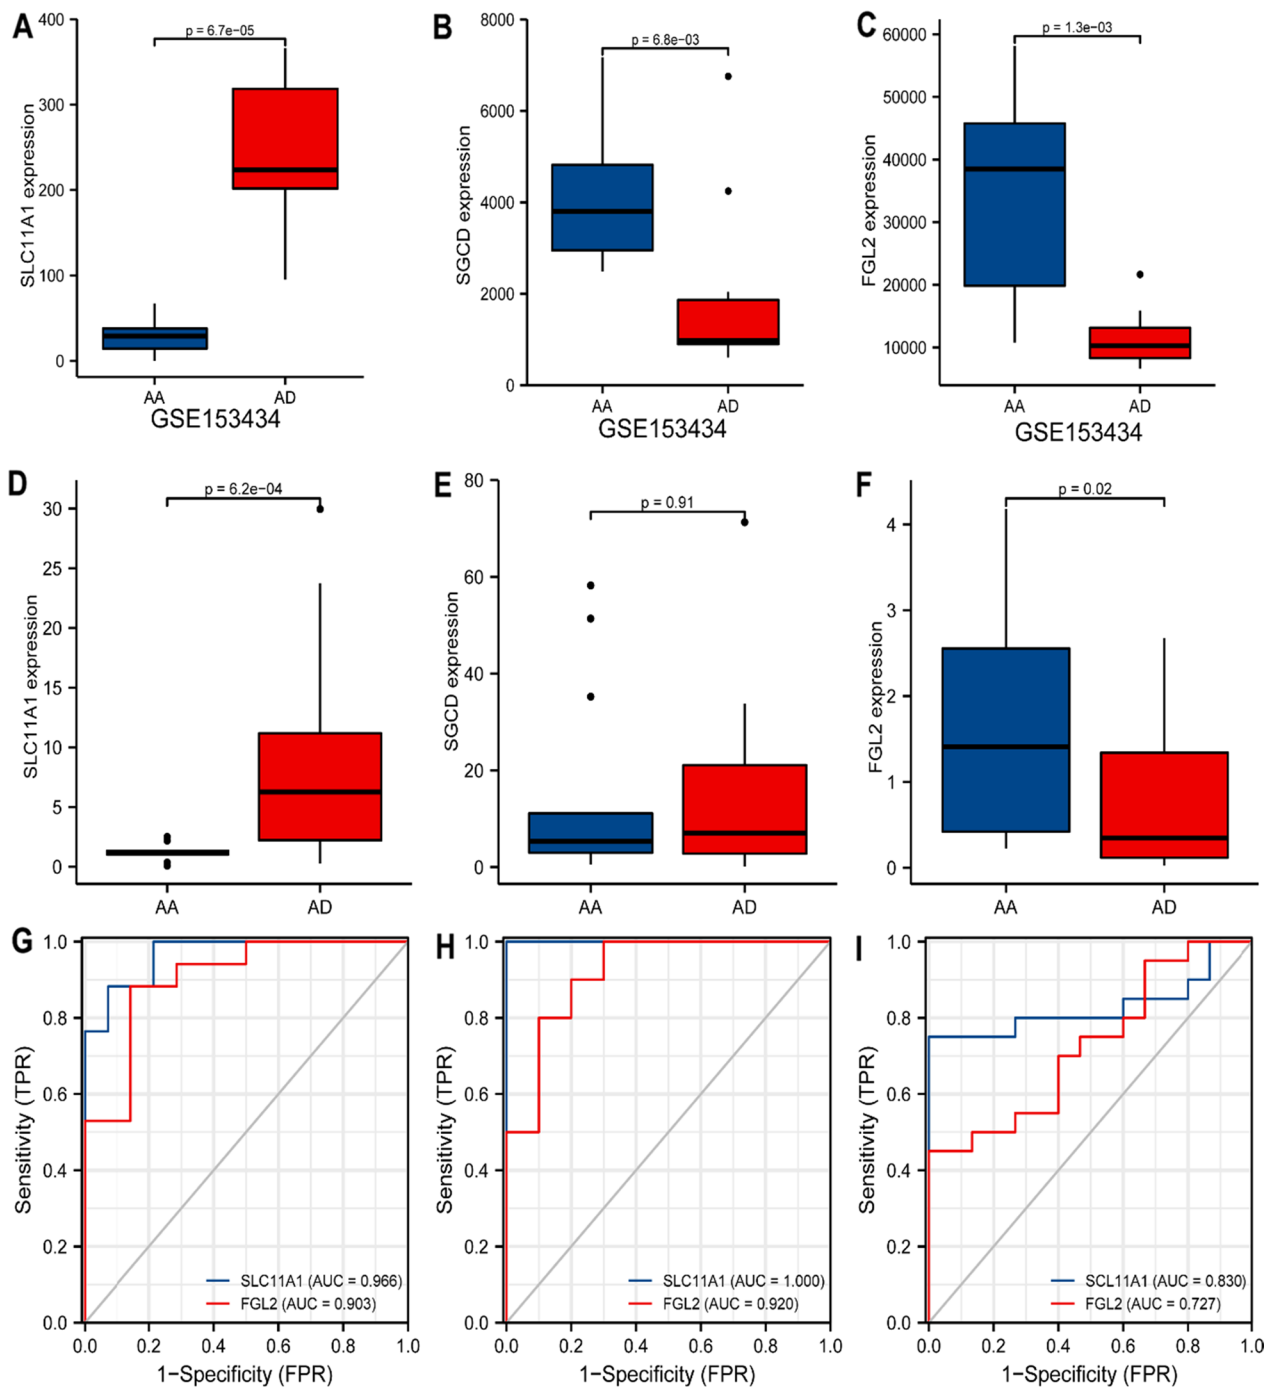 A
p = 6.7e−05
400
300
200
100
0
SLC11A1 expression
AA
AD
GSE153434
B
p = 6.8e−03
8000
6000
4000
2000
0
SGCD expression
AA
AD
GSE153434
C
p = 1.3e−03
60000
50000
40000
30000
20000
10000
FGL2 expression
AA
AD
GSE153434
D
p = 6.2e−04
30
25
20
15
10
5
0
SLC11A1 expression
AA
AD
E
p = 0.91
80
60
40
20
0
SGCD expression
AA
AD
F
p = 0.02
4
3
2
1
0
FGL2 expression
AA
AD
G
1.0
0.8
0.6
0.4
0.2
0.0
Sensitivity (TPR)
SLC11A1 (AUC = 0.966)
FGL2 (AUC = 0.903)
0.0 0.2 0.4 0.6 0.8 1.0
1−Specificity (FPR)
H
1.0
0.8
0.6
0.4
0.2
0.0
Sensitivity (TPR)
SLC11A1 (AUC = 1.000)
FGL2 (AUC = 0.920)
0.0 0.2 0.4 0.6 0.8 1.0
1−Specificity (FPR)
I
1.0
0.8
0.6
0.4
0.2
0.0
Sensitivity (TPR)
SCL11A1 (AUC = 0.830)
FGL2 (AUC = 0.727)
0.0 0.2 0.4 0.6 0.8 1.0
1−Specificity (FPR)